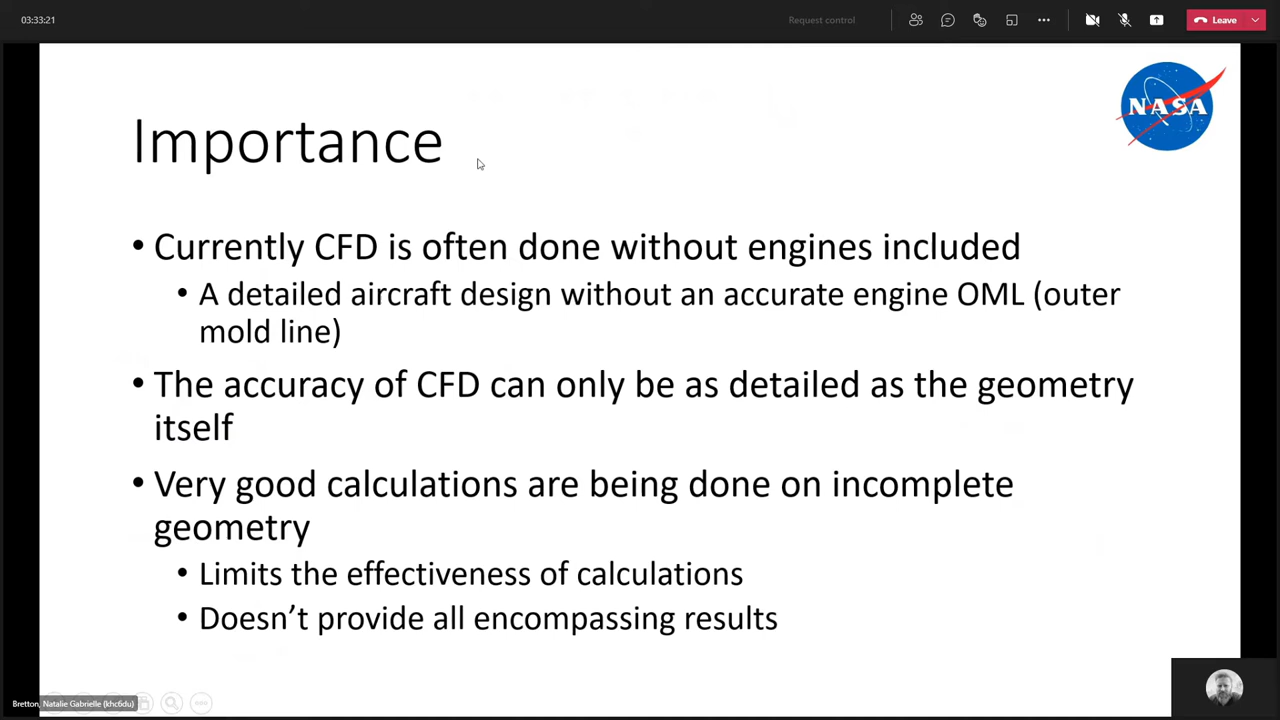 03:33:21
Request control
Leave
NASA
Importance
• Currently CFD is often done without engines included
• A detailed aircraft design without an accurate engine OML (outer
mold line)
• The accuracy of CFD can only be as detailed as the geometry
itself
• Very good calculations are being done on incomplete
geometry
• Limits the effectiveness of calculations
• Doesn’t provide all encompassing results
Bretton, Natalie Gabrielle (khc6du)